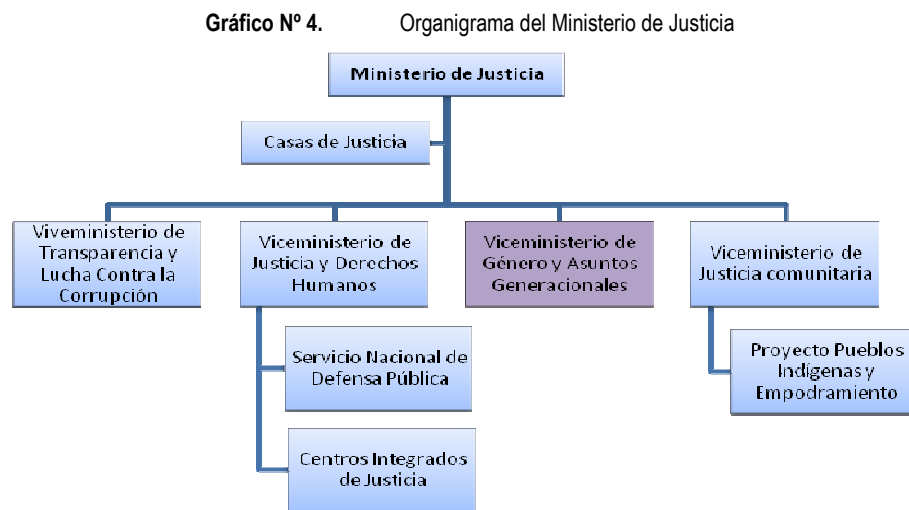 Gráfico Nº 4. Organigrama del Ministerio de Justicia
Ministerio de Justicia
Casas de Justicia
Viveministerio de
Transparencia y
Lucha Contra la
Corrupción
Viceministerio de
Justicia y Derechos
Humanos
Viceministerio de
Género y Asuntos
Generacionales
Viceministerio de
Justicia comunitaria
Servicio Nacional de
Defensa Pública
Centros Integrados
de Justicia
Proyecto Pueblos
Indígenas y
Empodramiento